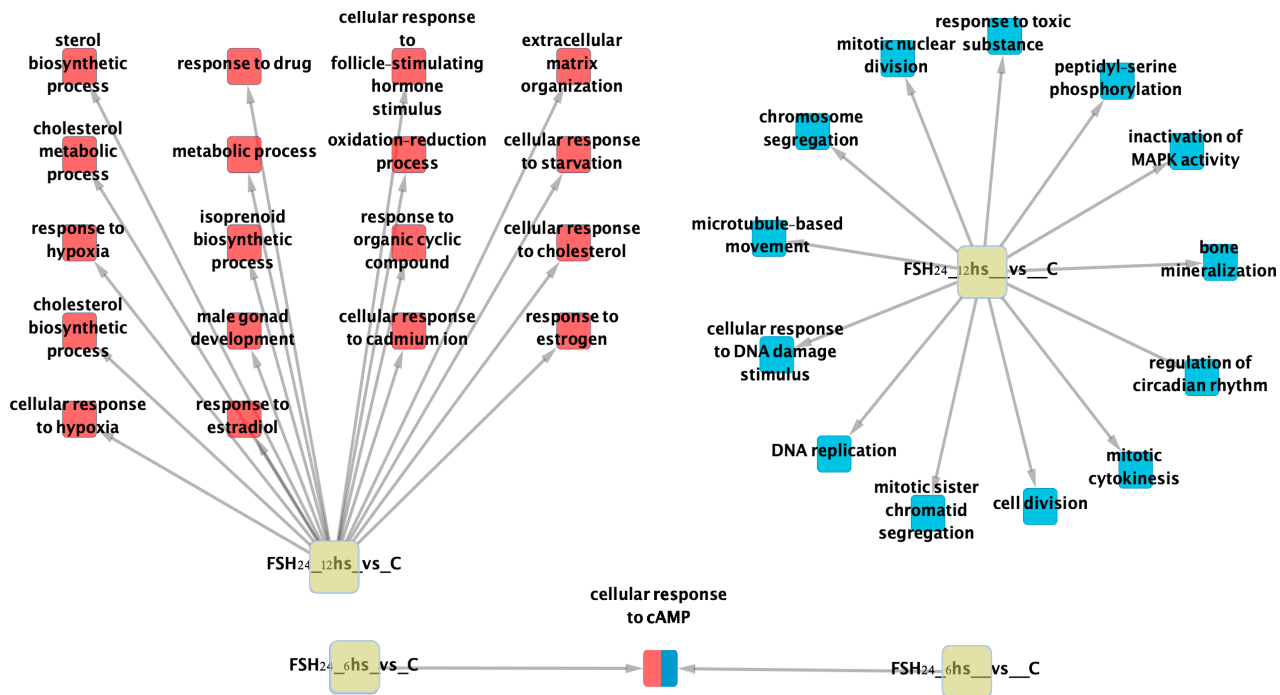 sterol
biosynthetic
process
response to drug
cellular response
to
follicle-stimulating
hormone
stimulus
extracellular
matrix
organization
cholesterol
metabolic
process
metabolic process
oxidation-reduction
process
cellular response
to starvation
response to
hypoxia
isoprenoid
biosynthetic
process
response to
organic cyclic
compound
cellular response
to cholesterol
cholesterol
biosynthetic
process
male gonad
development
cellular response
to cadmium ion
response to
estrogen
cellular response
to hypoxia
response to
estradiol
FSH24_12hs_vs_C
response to toxic
substance
mitotic nuclear
division
peptidyl-serine
phosphorylation
chromosome
segregation
inactivation of
MAPK activity
microtubule-based
movement
bone
mineralization
FSH24_12hs__vs__C
cellular response
to DNA damage
stimulus
regulation of
circadian rhythm
DNA replication
mitotic
cytokinesis
mitotic sister
chromatid
segregation
cell division
cellular response
to cAMP
FSH24_6hs_vs_C
FSH24_6hs__vs__C